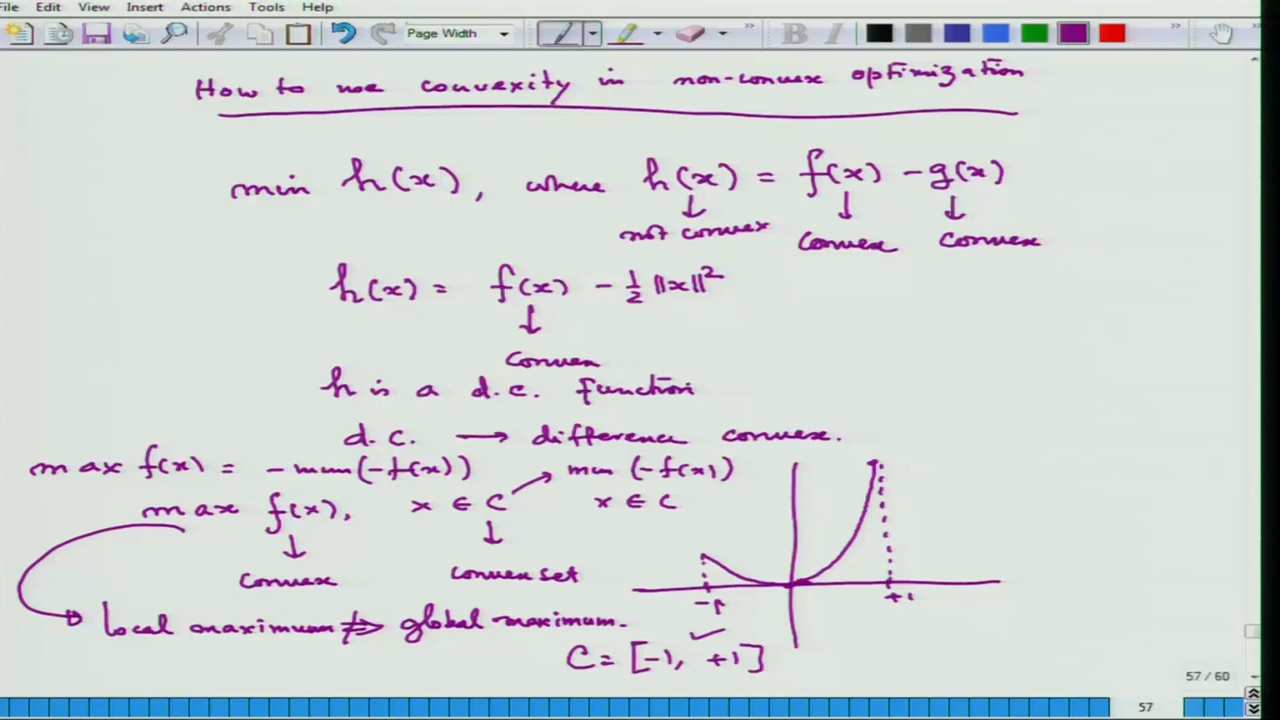 File Edit View Insert Actions Tools Help
Page Width
How to use convexity in non-convex optimization
min h(x), where h(x) = f(x) - g(x)
↓ ↓ ↓
not convex convex convex
h(x) = f(x) - 1/2 ||x||²
↓
convex
h is a d.c. function
d.c. → difference convex.
max f(x) = - min(-f(x)) min (-f(x))
max f(x), x ∈ C x ∈ C
↓ ↓
convex convex set
-1 +1
local maximum ⇏ global maximum.
C = [-1, +1]
57 / 60
57